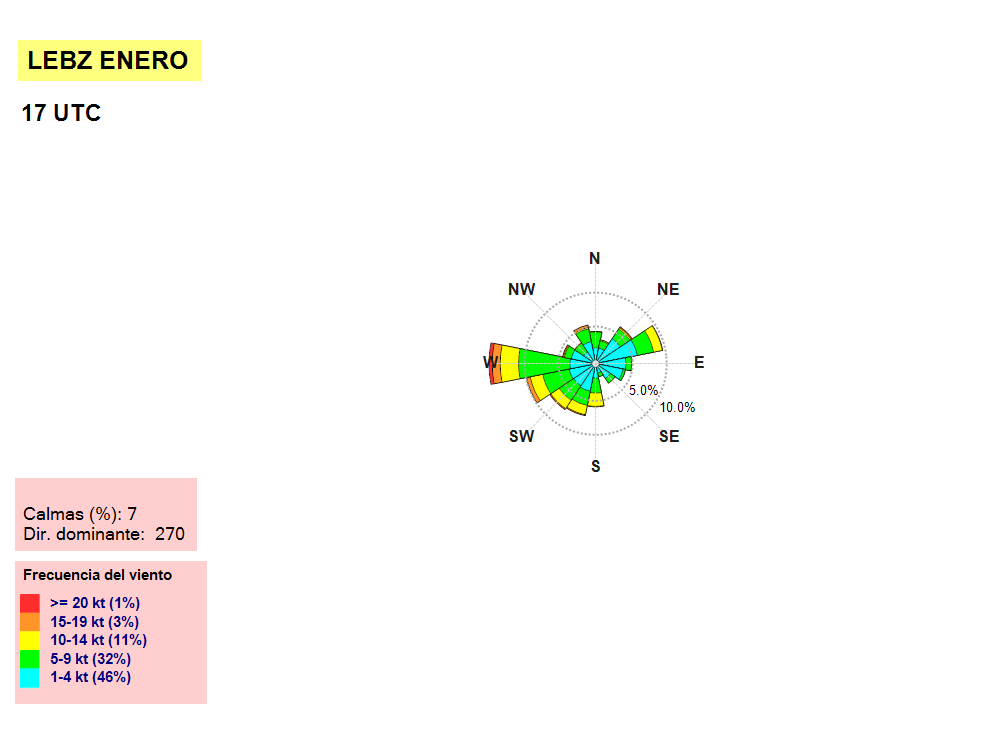 LEBZ ENERO
17 UTC
N
NW
NE
W
E
5.0%
10.0%
SW
SE
S
Calmas (%): 7
Dir. dominante: 270
Frecuencia del viento
>= 20 kt (1%)
15-19 kt (3%)
10-14 kt (11%)
5-9 kt (32%)
1-4 kt (46%)